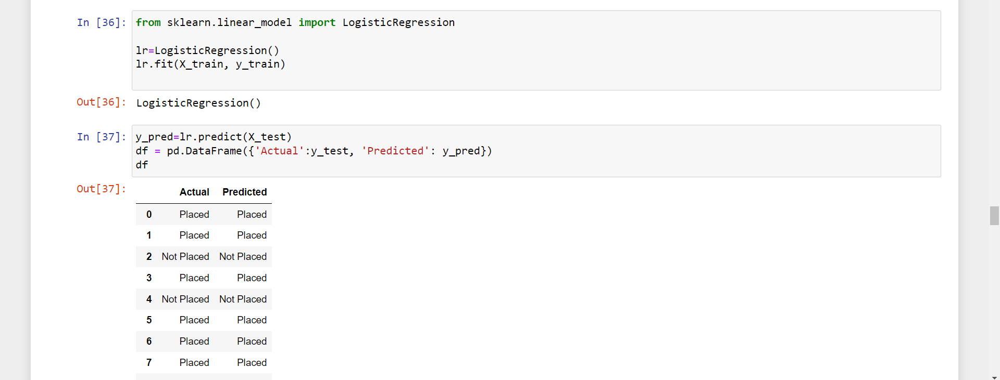 In [36]: from sklearn.linear_model import LogisticRegression
lr=LogisticRegression()
lr.fit(X_train, y_train)
Out[36]: LogisticRegression()
In [37]: y_pred=lr.predict(X_test)
df = pd.DataFrame({'Actual':y_test, 'Predicted': y_pred})
df
Out[37]:
Actual Predicted
0 Placed Placed
1 Placed Placed
2 Not Placed Not Placed
3 Placed Placed
4 Not Placed Not Placed
5 Placed Placed
6 Placed Placed
7 Placed Placed